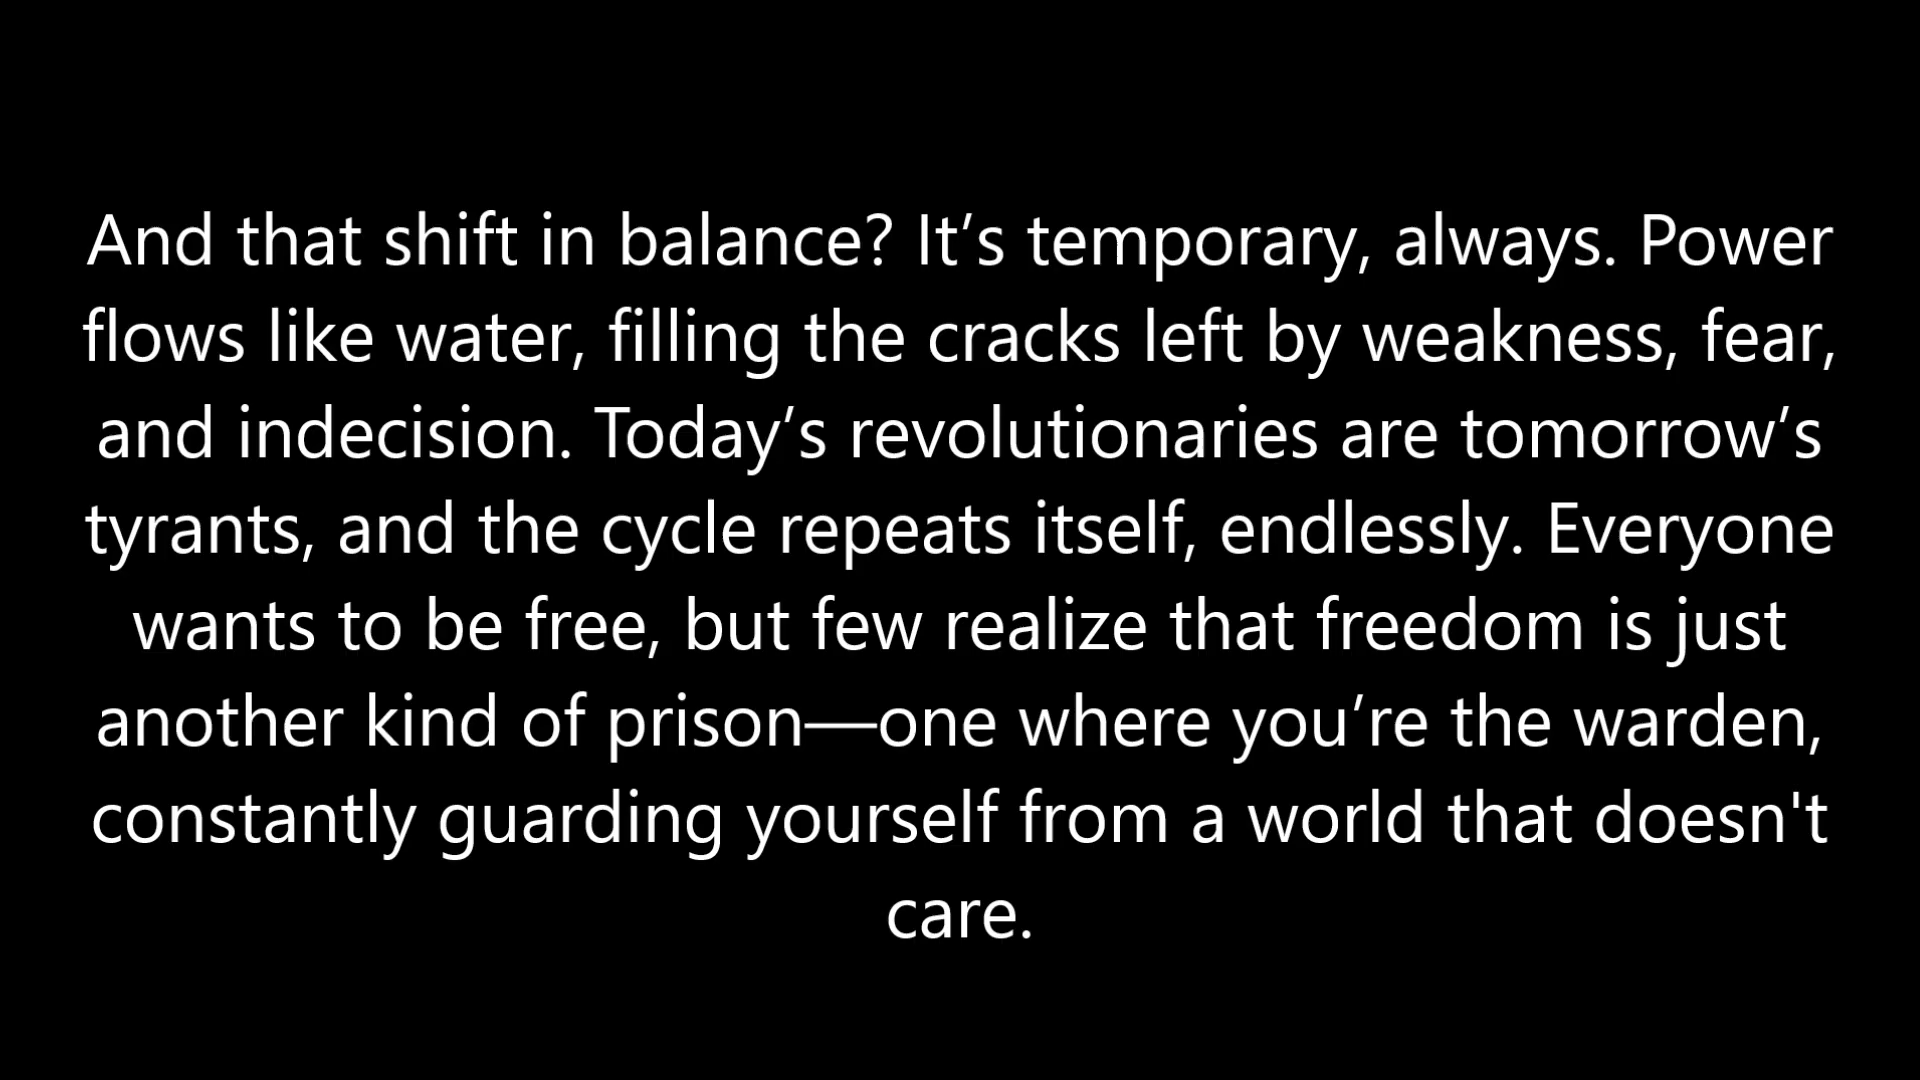 And that shift in balance? It’s temporary, always. Power
flows like water, filling the cracks left by weakness, fear,
and indecision. Today’s revolutionaries are tomorrow’s
tyrants, and the cycle repeats itself, endlessly. Everyone
wants to be free, but few realize that freedom is just
another kind of prison—one where you’re the warden,
constantly guarding yourself from a world that doesn't
care.